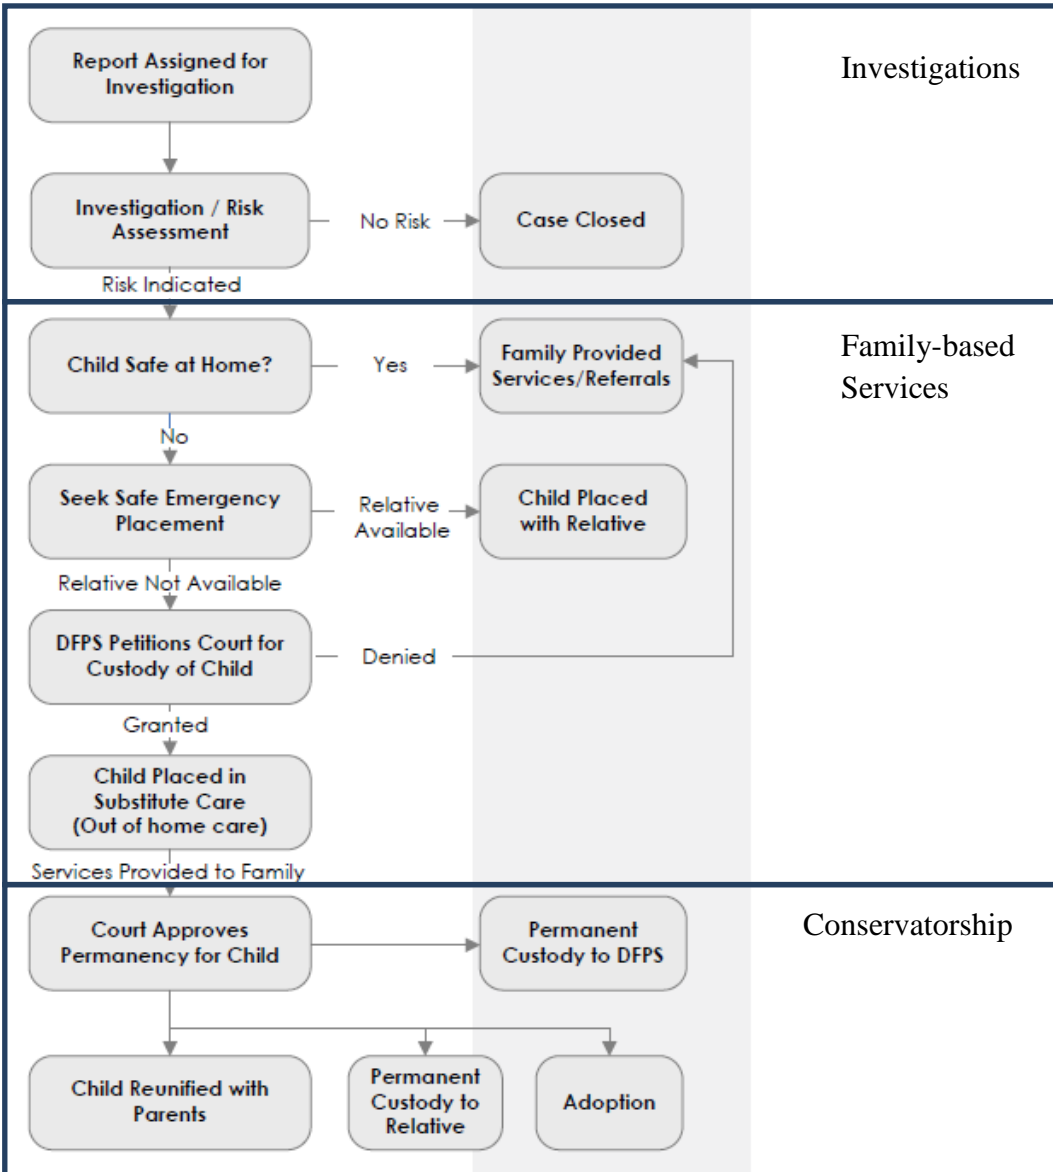 Report Assigned for
Investigation
Investigations
Investigation / Risk
Assessment
No Risk
Case Closed
Risk Indicated
Child Safe at Home?
Yes
Family Provided
Services/Referrals
Family-based
Services
No
Seek Safe Emergency
Placement
Relative
Available
Child Placed
with Relative
Relative Not Available
DFPS Petitions Court for
Custody of Child
Denied
Granted
Child Placed in
Substitute Care
(Out of home care)
Services Provided to Family
Court Approves
Permanency for Child
Permanent
Custody to DFPS
Conservatorship
Child Reunified with
Parents
Permanent
Custody to
Relative
Adoption